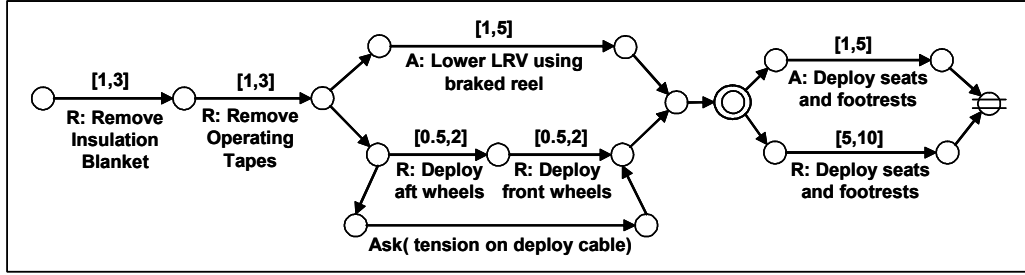 [1,3]
R: Remove
Insulation
Blanket
[1,3]
R: Remove
Operating
Tapes
[1,5]
A: Lower LRV using
braked reel
[0.5,2]
R: Deploy
aft wheels
[0.5,2]
R: Deploy
front wheels
Ask( tension on deploy cable)
[1,5]
A: Deploy seats
and footrests
[5,10]
R: Deploy seats
and footrests